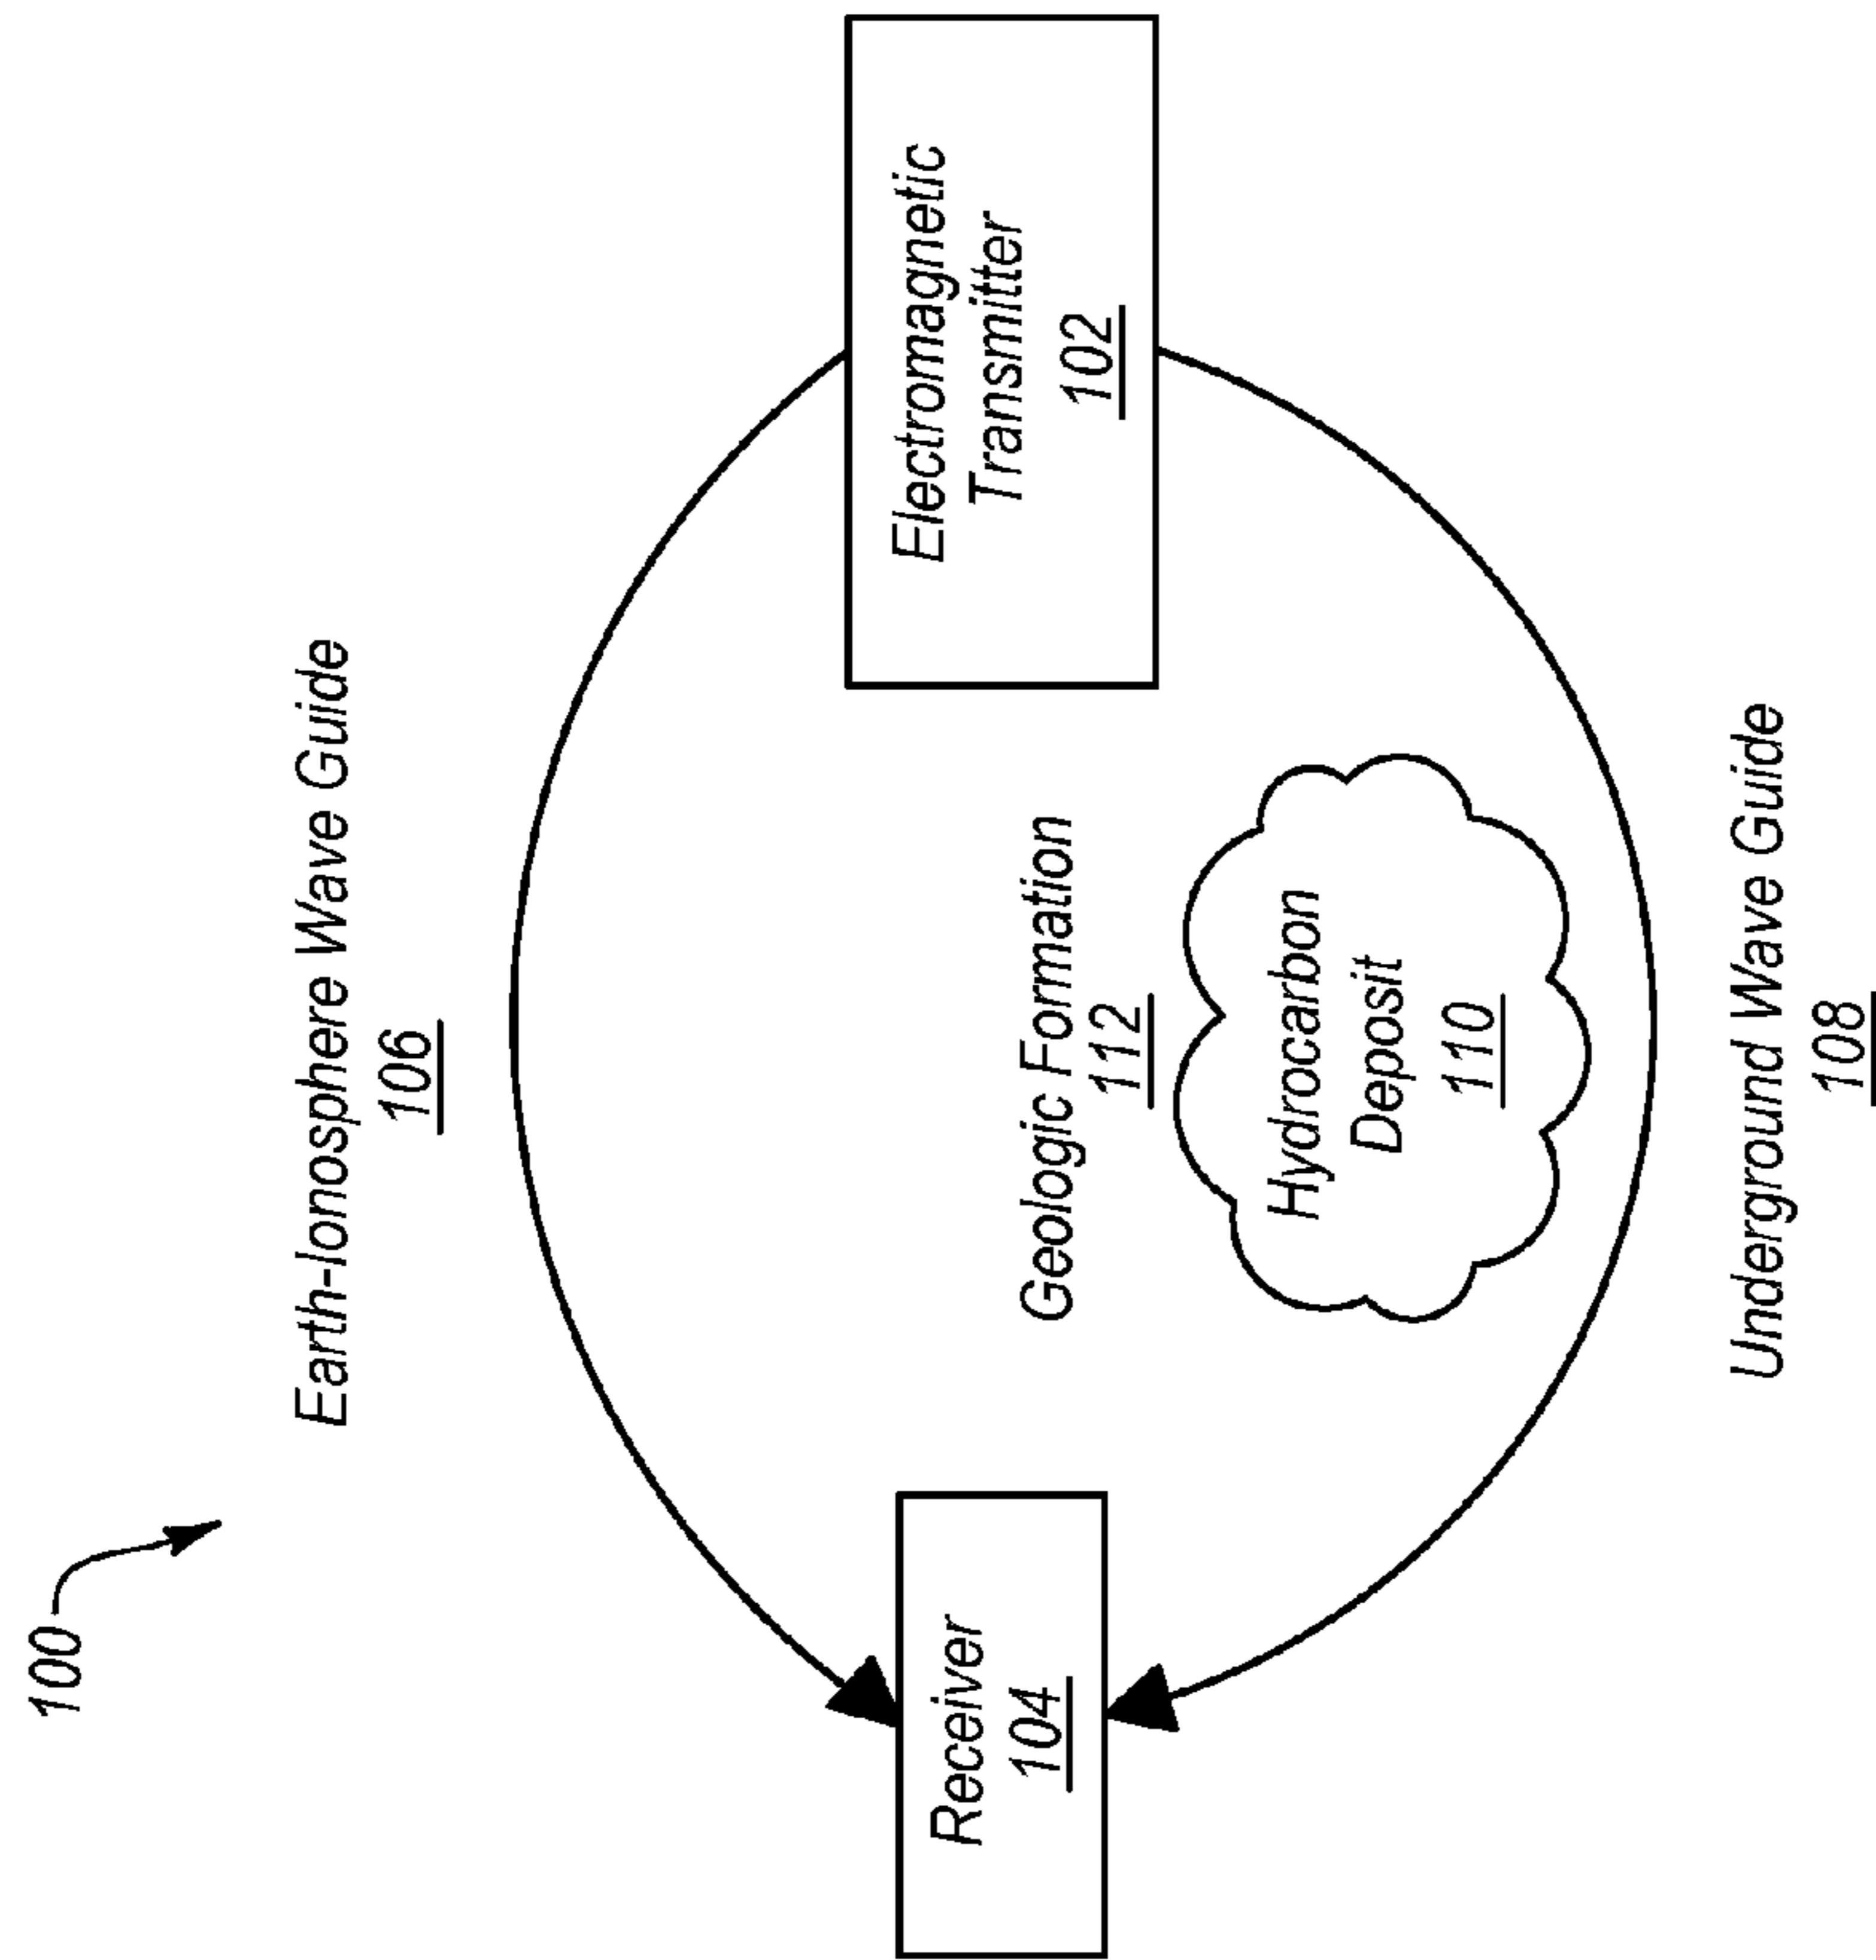 100
Earth-Ionosphere Wave Guide
106
Receiver
104
Geologic Formation
112
Hydrocarbon
Deposit
110
Electromagnetic
Transmitter
102
Underground Wave Guide
108